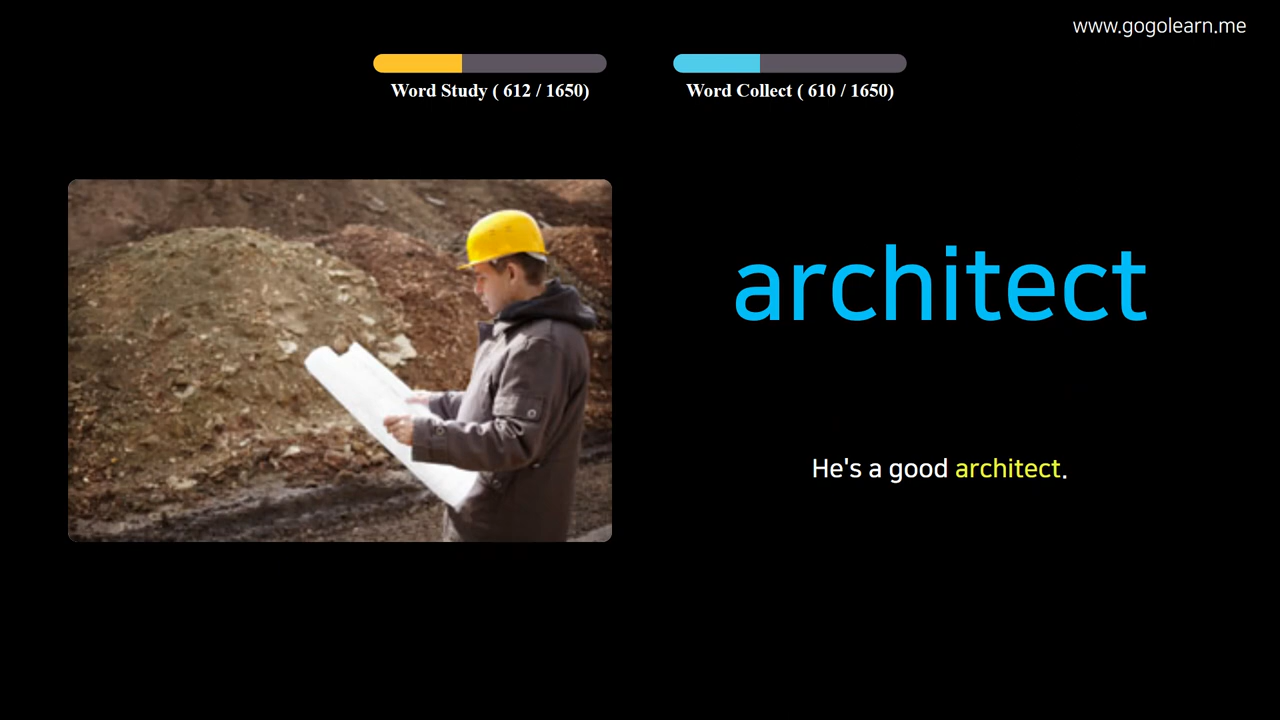 www.gogolearn.me
Word Study ( 612 / 1650)
Word Collect ( 610 / 1650)
architect
He's a good architect.